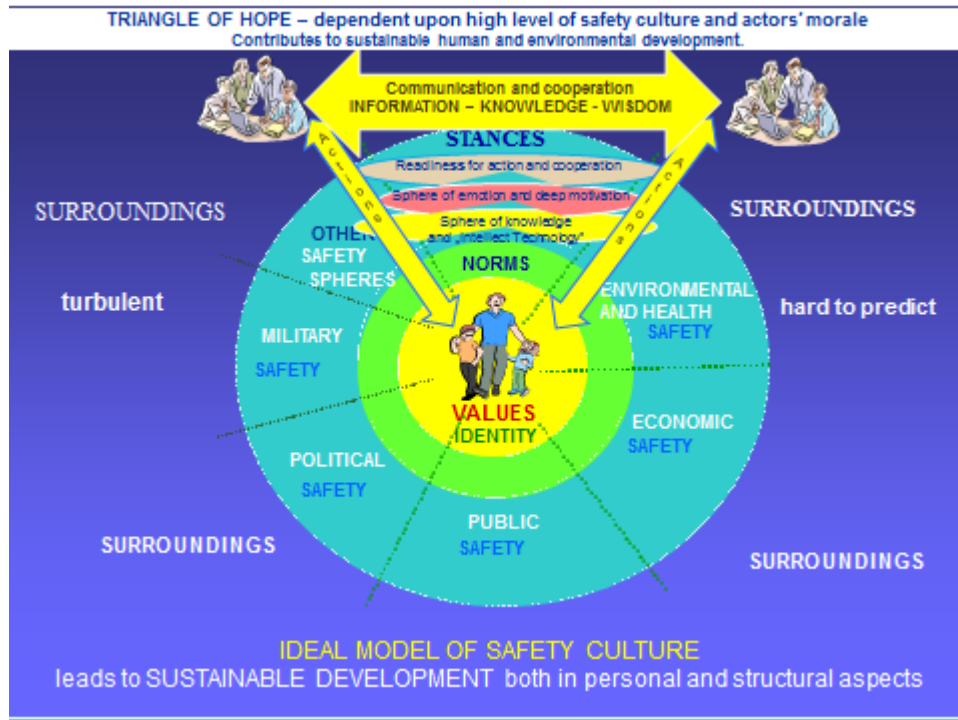 TRIANGLE OF HOPE – dependent upon high level of safety culture and actors' morale
Contributes to sustainable human and environmental development.
Communication and cooperation
INFORMATION – KNOWLEDGE - WISDOM
Actions
Actions
STANCES
Readiness for action and cooperation
Sphere of emotion and deep motivation
Sphere of knowledge
and „Intellect Technology"
NORMS
SURROUNDINGS
SURROUNDINGS
OTHER
SAFETY
SPHERES
ENVIRONMENTAL
AND HEALTH
SAFETY
turbulent
hard to predict
MILITARY
SAFETY
VALUES
IDENTITY
ECONOMIC
SAFETY
POLITICAL
SAFETY
PUBLIC
SAFETY
SURROUNDINGS
SURROUNDINGS
IDEAL MODEL OF SAFETY CULTURE
leads to SUSTAINABLE DEVELOPMENT both in personal and structural aspects